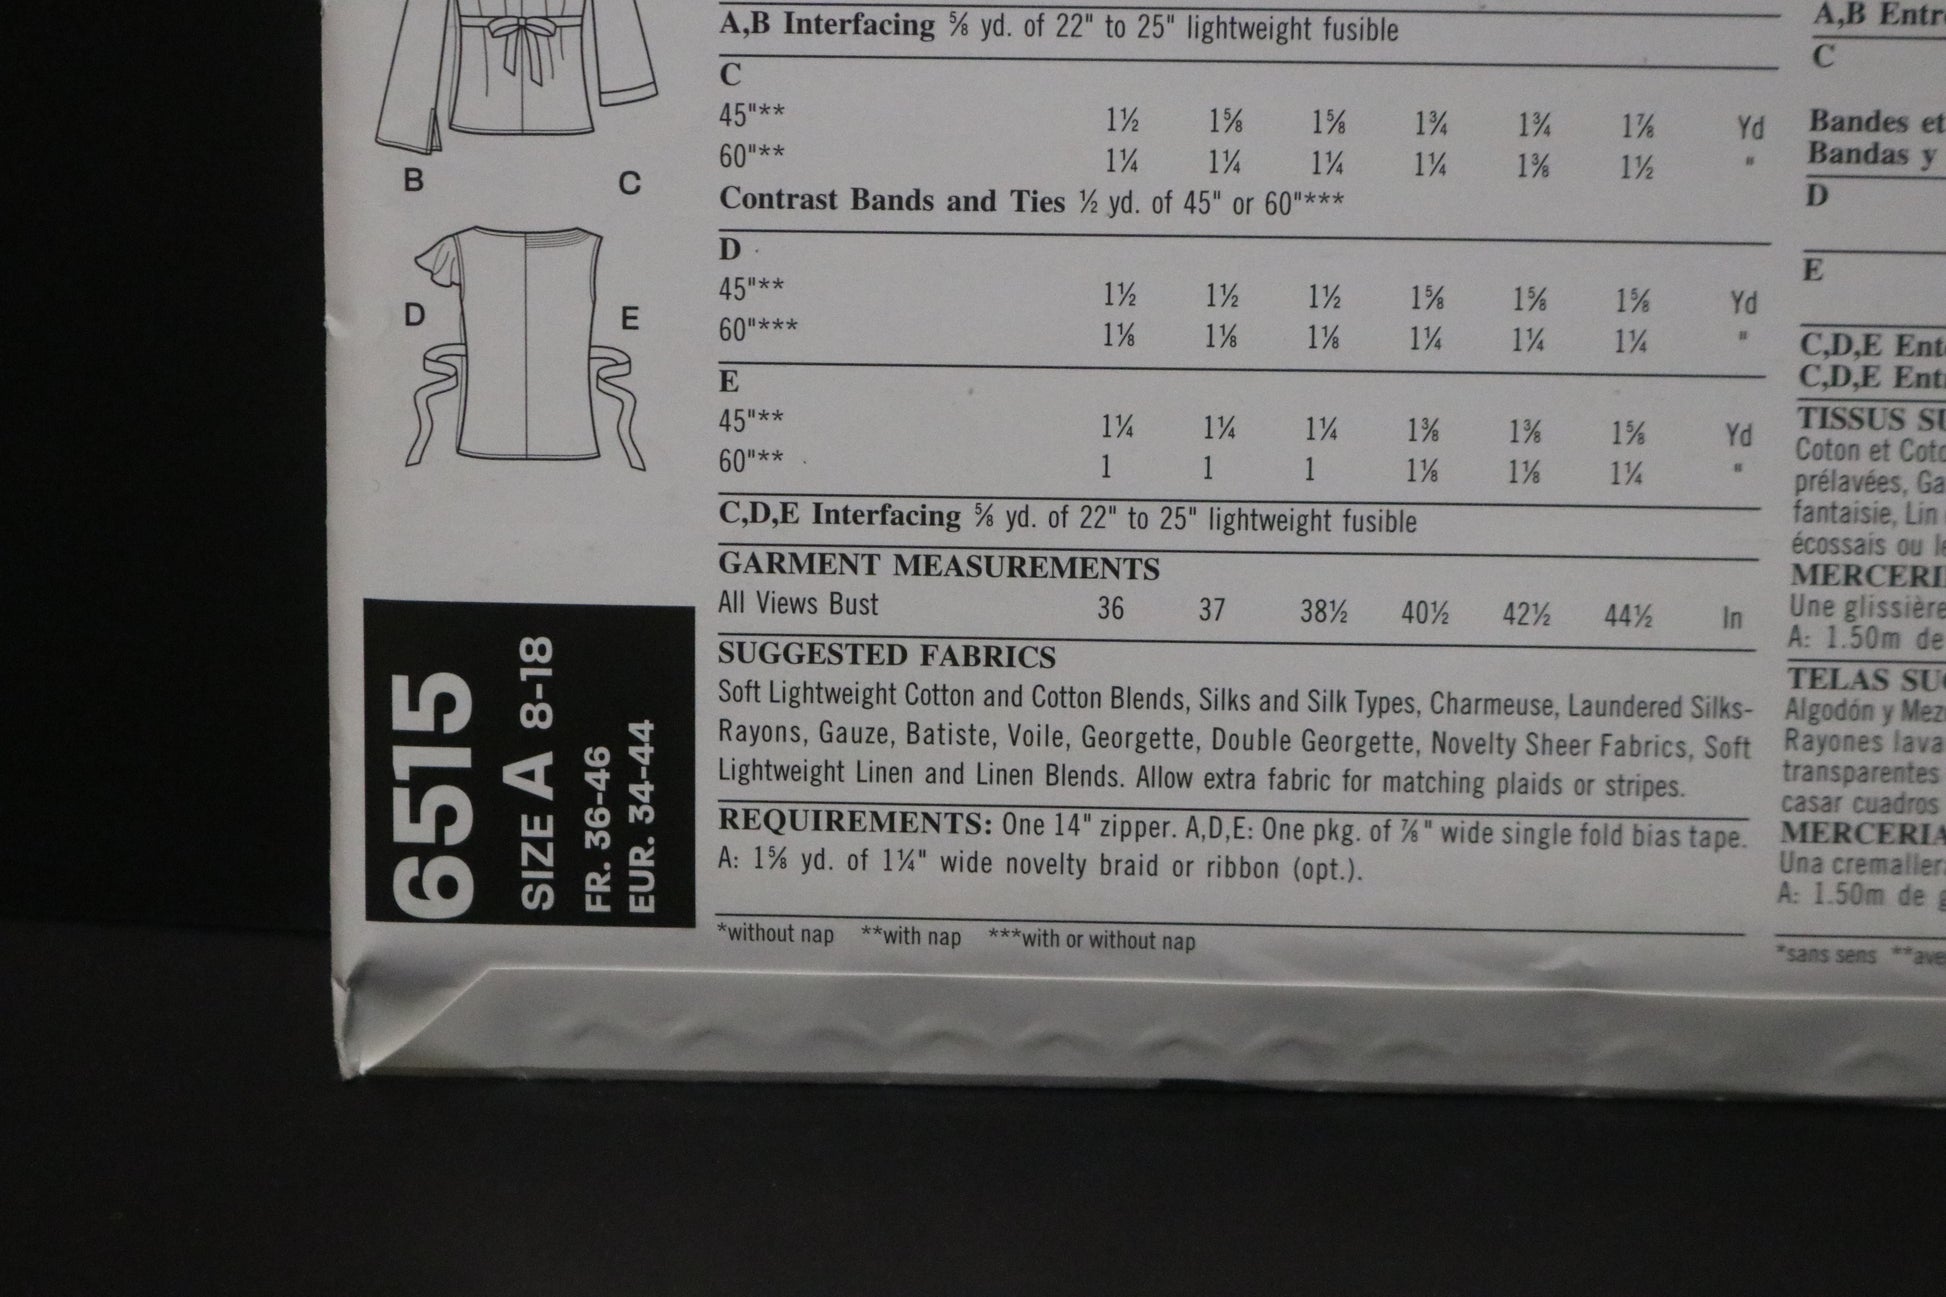 B
C
D
E
6515
SIZE A 8-18
FR. 36-46
EUR. 34-44
A,B Interfacing ⅝ yd. of 22" to 25" lightweight fusible
C
45"** 1½ 1⅝ 1⅝ 1¾ 1¾ 1⅞ Yd
60"** 1¼ 1¼ 1¼ 1¼ 1⅜ 1½ "
Contrast Bands and Ties ½ yd. of 45" or 60"***
D
45"** 1½ 1½ 1½ 1⅝ 1⅝ 1⅝ Yd
60"*** 1⅛ 1⅛ 1⅛ 1¼ 1¼ 1¼ "
E
45"** 1¼ 1¼ 1¼ 1⅜ 1⅜ 1⅝ Yd
60"** 1 1 1 1⅛ 1⅛ 1¼ "
C,D,E Interfacing ⅝ yd. of 22" to 25" lightweight fusible
GARMENT MEASUREMENTS
All Views Bust 36 37 38½ 40½ 42½ 44½ In
SUGGESTED FABRICS
Soft Lightweight Cotton and Cotton Blends, Silks and Silk Types, Charmeuse, Laundered Silks-
Rayons, Gauze, Batiste, Voile, Georgette, Double Georgette, Novelty Sheer Fabrics, Soft
Lightweight Linen and Linen Blends. Allow extra fabric for matching plaids or stripes.
REQUIREMENTS: One 14" zipper. A,D,E: One pkg. of ⅞" wide single fold bias tape.
A: 1⅝ yd. of 1¼" wide novelty braid or ribbon (opt.).
*without nap **with nap ***with or without nap
A,B Entr
C
Bandes et
Bandas y
D
E
C,D,E Ent
C,D,E Ent
TISSUS SU
Coton et Coto
prélavées, Ga
fantaisie, Lin
écossais ou le
MERCERI
Une glissière
A: 1.50m de
TELAS SU
Algodón y Mez
Rayones lava
transparentes
casar cuadros
MERCERIA
Una cremaller
A: 1.50m de g
*sans sens **ave